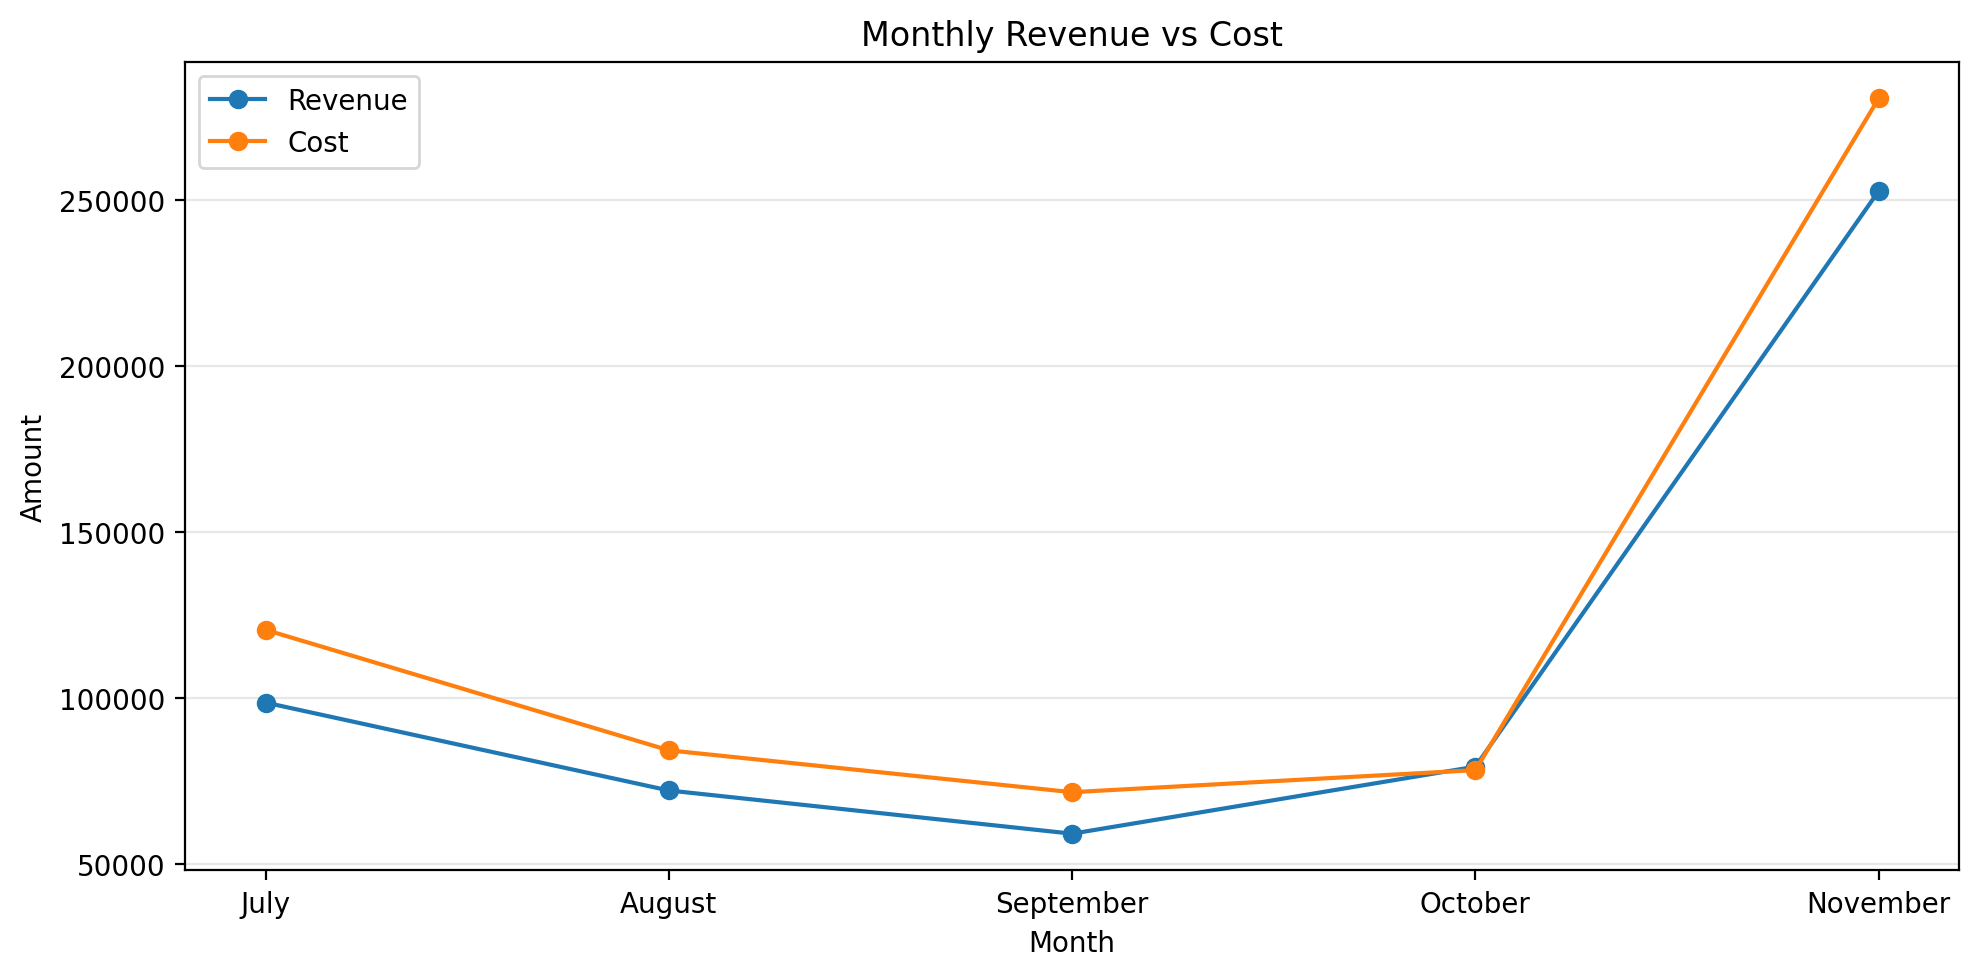 Monthly Revenue vs Cost
Revenue
Cost
250000
200000
150000
100000
50000
Amount
July August September October November
Month